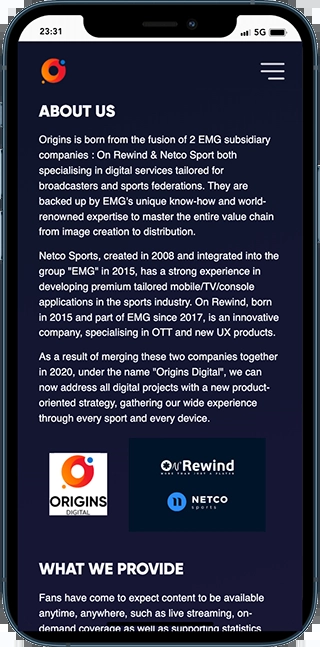 23:31
5G
ABOUT US
Origins is born from the fusion of 2 EMG subsidiary
companies : On Rewind & Netco Sport both
specialising in digital services tailored for
broadcasters and sports federations. They are
backed up by EMG's unique know-how and world-
renowned expertise to master the entire value chain
from image creation to distribution.
Netco Sports, created in 2008 and integrated into the
group "EMG" in 2015, has a strong experience in
developing premium tailored mobile/TV/console
applications in the sports industry. On Rewind, born
in 2015 and part of EMG since 2017, is an innovative
company, specialising in OTT and new UX products.
As a result of merging these two companies together
in 2020, under the name "Origins Digital", we can
now address all digital projects with a new product-
oriented strategy, gathering our wide experience
through every sport and every device.
ORIGINS
DIGITAL
OnRewind
MORE THAN JUST A PLAYER
NETCO
sports
WHAT WE PROVIDE
Fans have come to expect content to be available
anytime, anywhere, such as live streaming, on-
demand coverage as well as supporting statistics